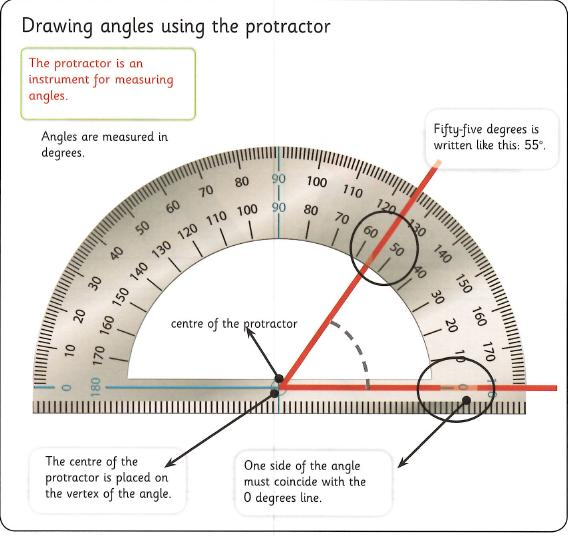 Drawing angles using the protractor
The protractor is an
instrument for measuring
angles.
Angles are measured in
degrees.
Fifty-five degrees is
written like this: 55°.
0 10 20 30 40 50 60 70 80 90 100 110 120 130 140 150 160 170
180 170 160 150 140 130 120 110 100 90 80 70 60 50 40 30 20 10 0
centre of the protractor
The centre of the
protractor is placed on
the vertex of the angle.
One side of the angle
must coincide with the
0 degrees line.